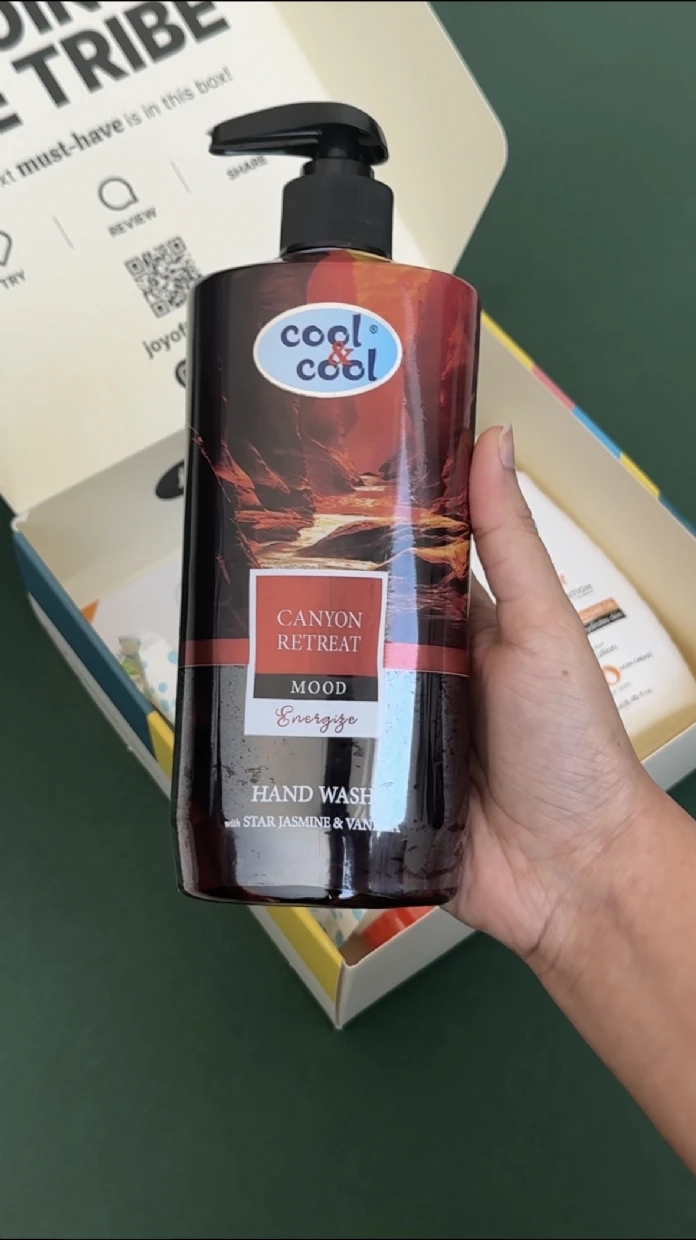 E TRIBE
must-have is in this box!
SHARE
REVIEW
TRY
cool®
&
cool
CANYON
RETREAT
MOOD
Energize
HAND WASH
with STAR JASMINE &